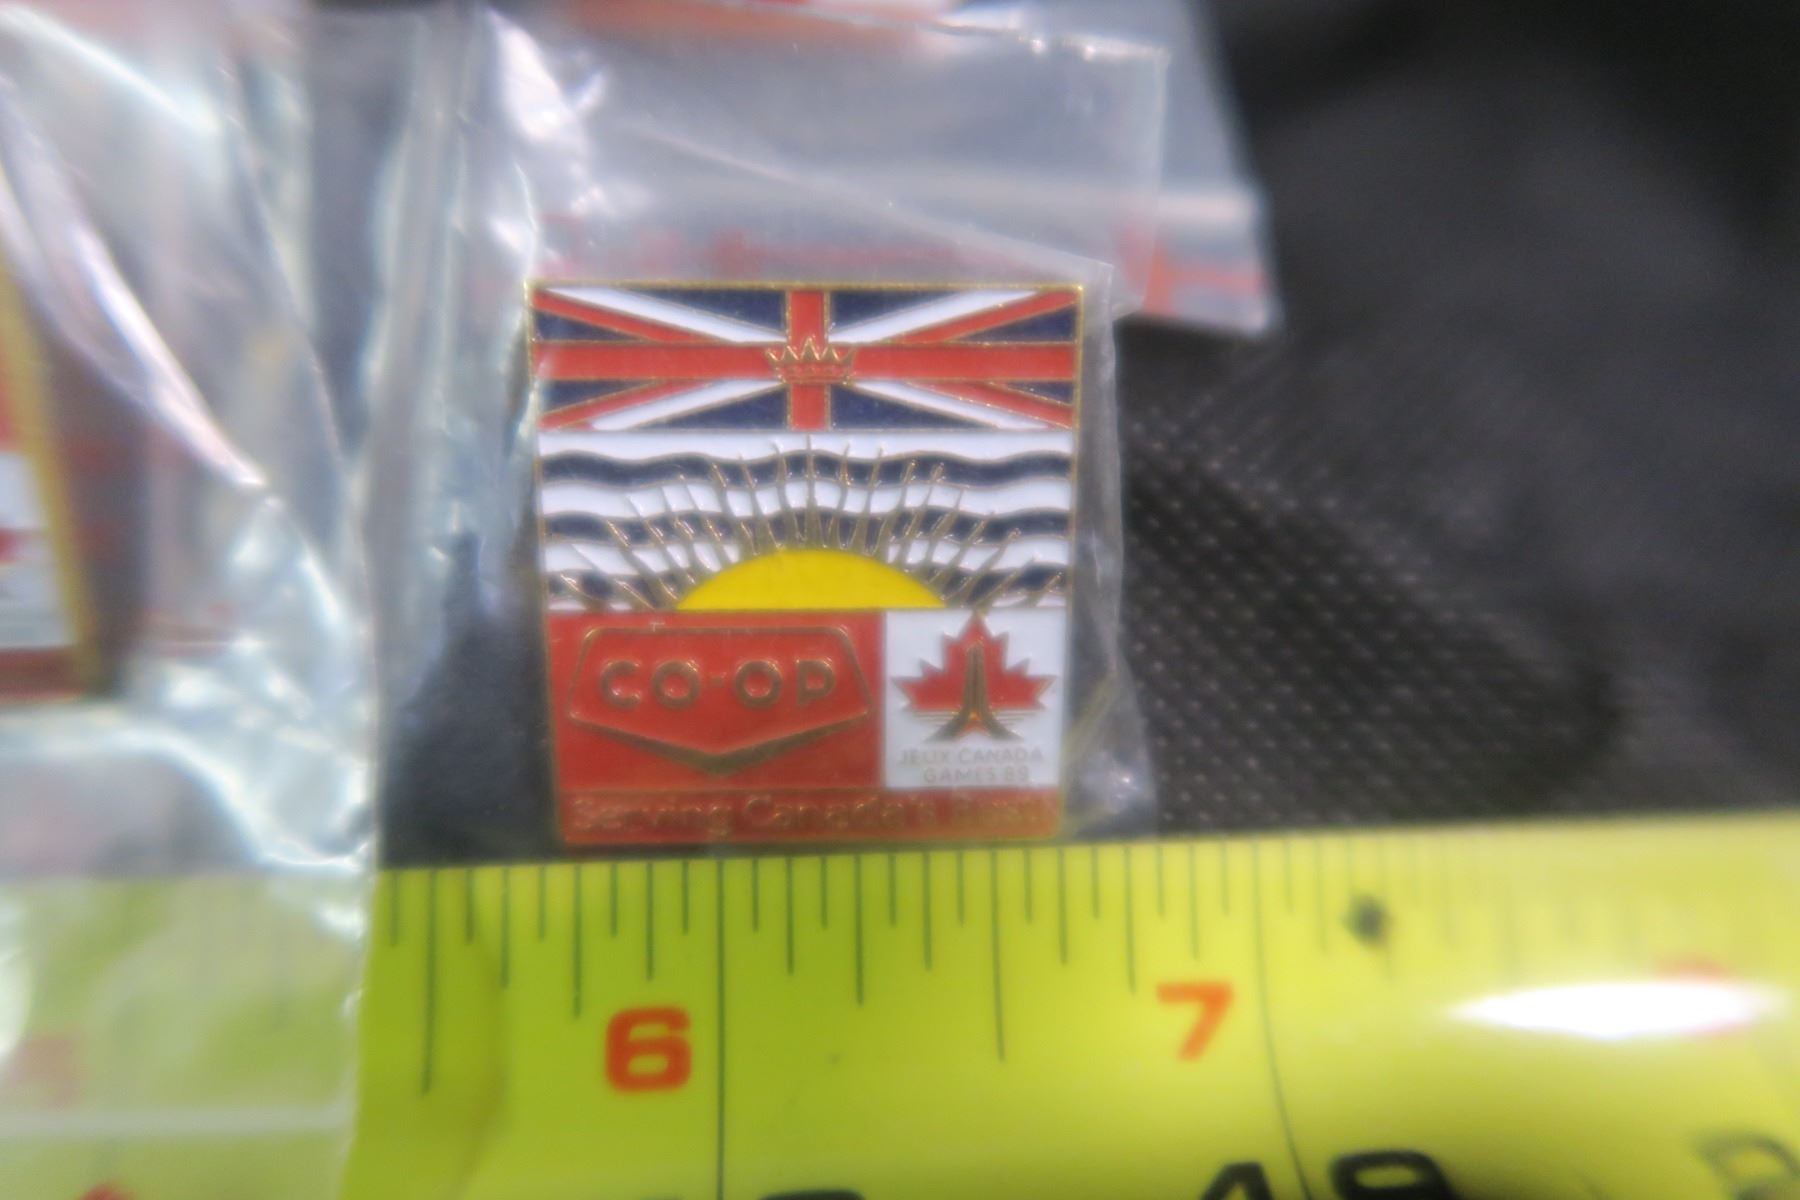 CO-OP
JEUX CANADA
GAMES 89
Serving Canada's Best
6
7